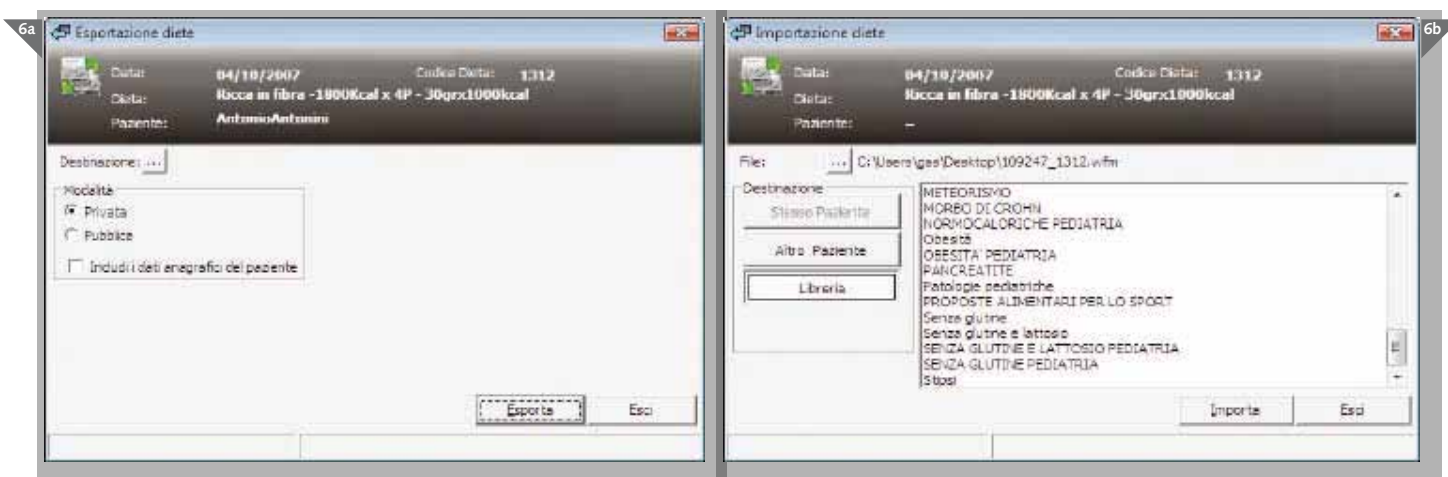 6a
Esportazione diete
Data: 04/10/2007 Codice Dieta: 1312
Dieta: Ricca in fibra -1800Kcal x 4P - 30grx1000kcal
Paziente: AntonioAntonini
Destinazione: ...
Modalità
Privata
Pubblica
Includi i dati anagrafici del paziente
Esporta Esci
6b
Importazione diete
Data: 04/10/2007 Codice Dieta: 1312
Dieta: Ricca in fibra -1800Kcal x 4P - 30grx1000kcal
Paziente: --
File: ... C:\Users\gas\Desktop\109247_1312.wfm
Destinazione
Stesso Paziente
Altro Paziente
Libreria
METEORISMO
MORBO DI CROHN
NORMOCALORICHE PEDIATRIA
Obesità
OBESITA' PEDIATRIA
PANCREATITE
Patologie pediatriche
PROPOSTE ALIMENTARI PER LO SPORT
Senza glutine
Senza glutine e lattosio
SENZA GLUTINE E LATTOSIO PEDIATRIA
SENZA GLUTINE PEDIATRIA
Stipsi
Importa Esci